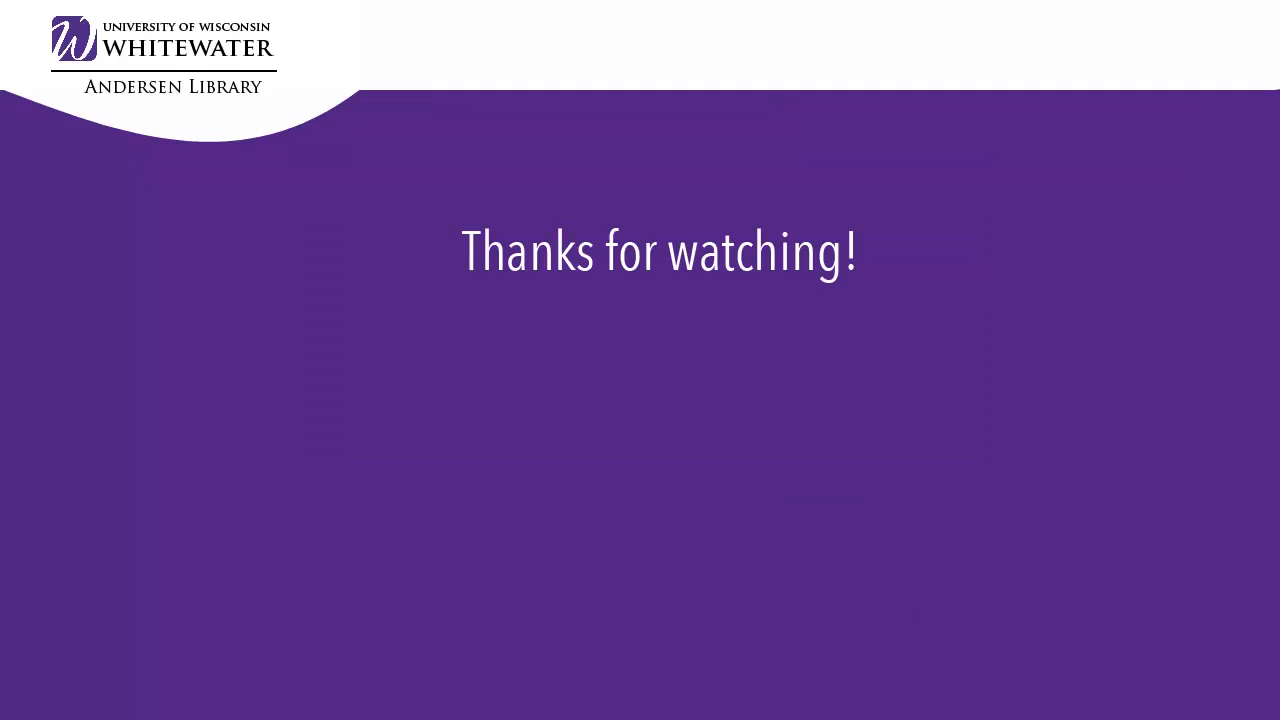 UNIVERSITY OF WISCONSIN
WHITEWATER
ANDERSEN LIBRARY
Thanks for watching!